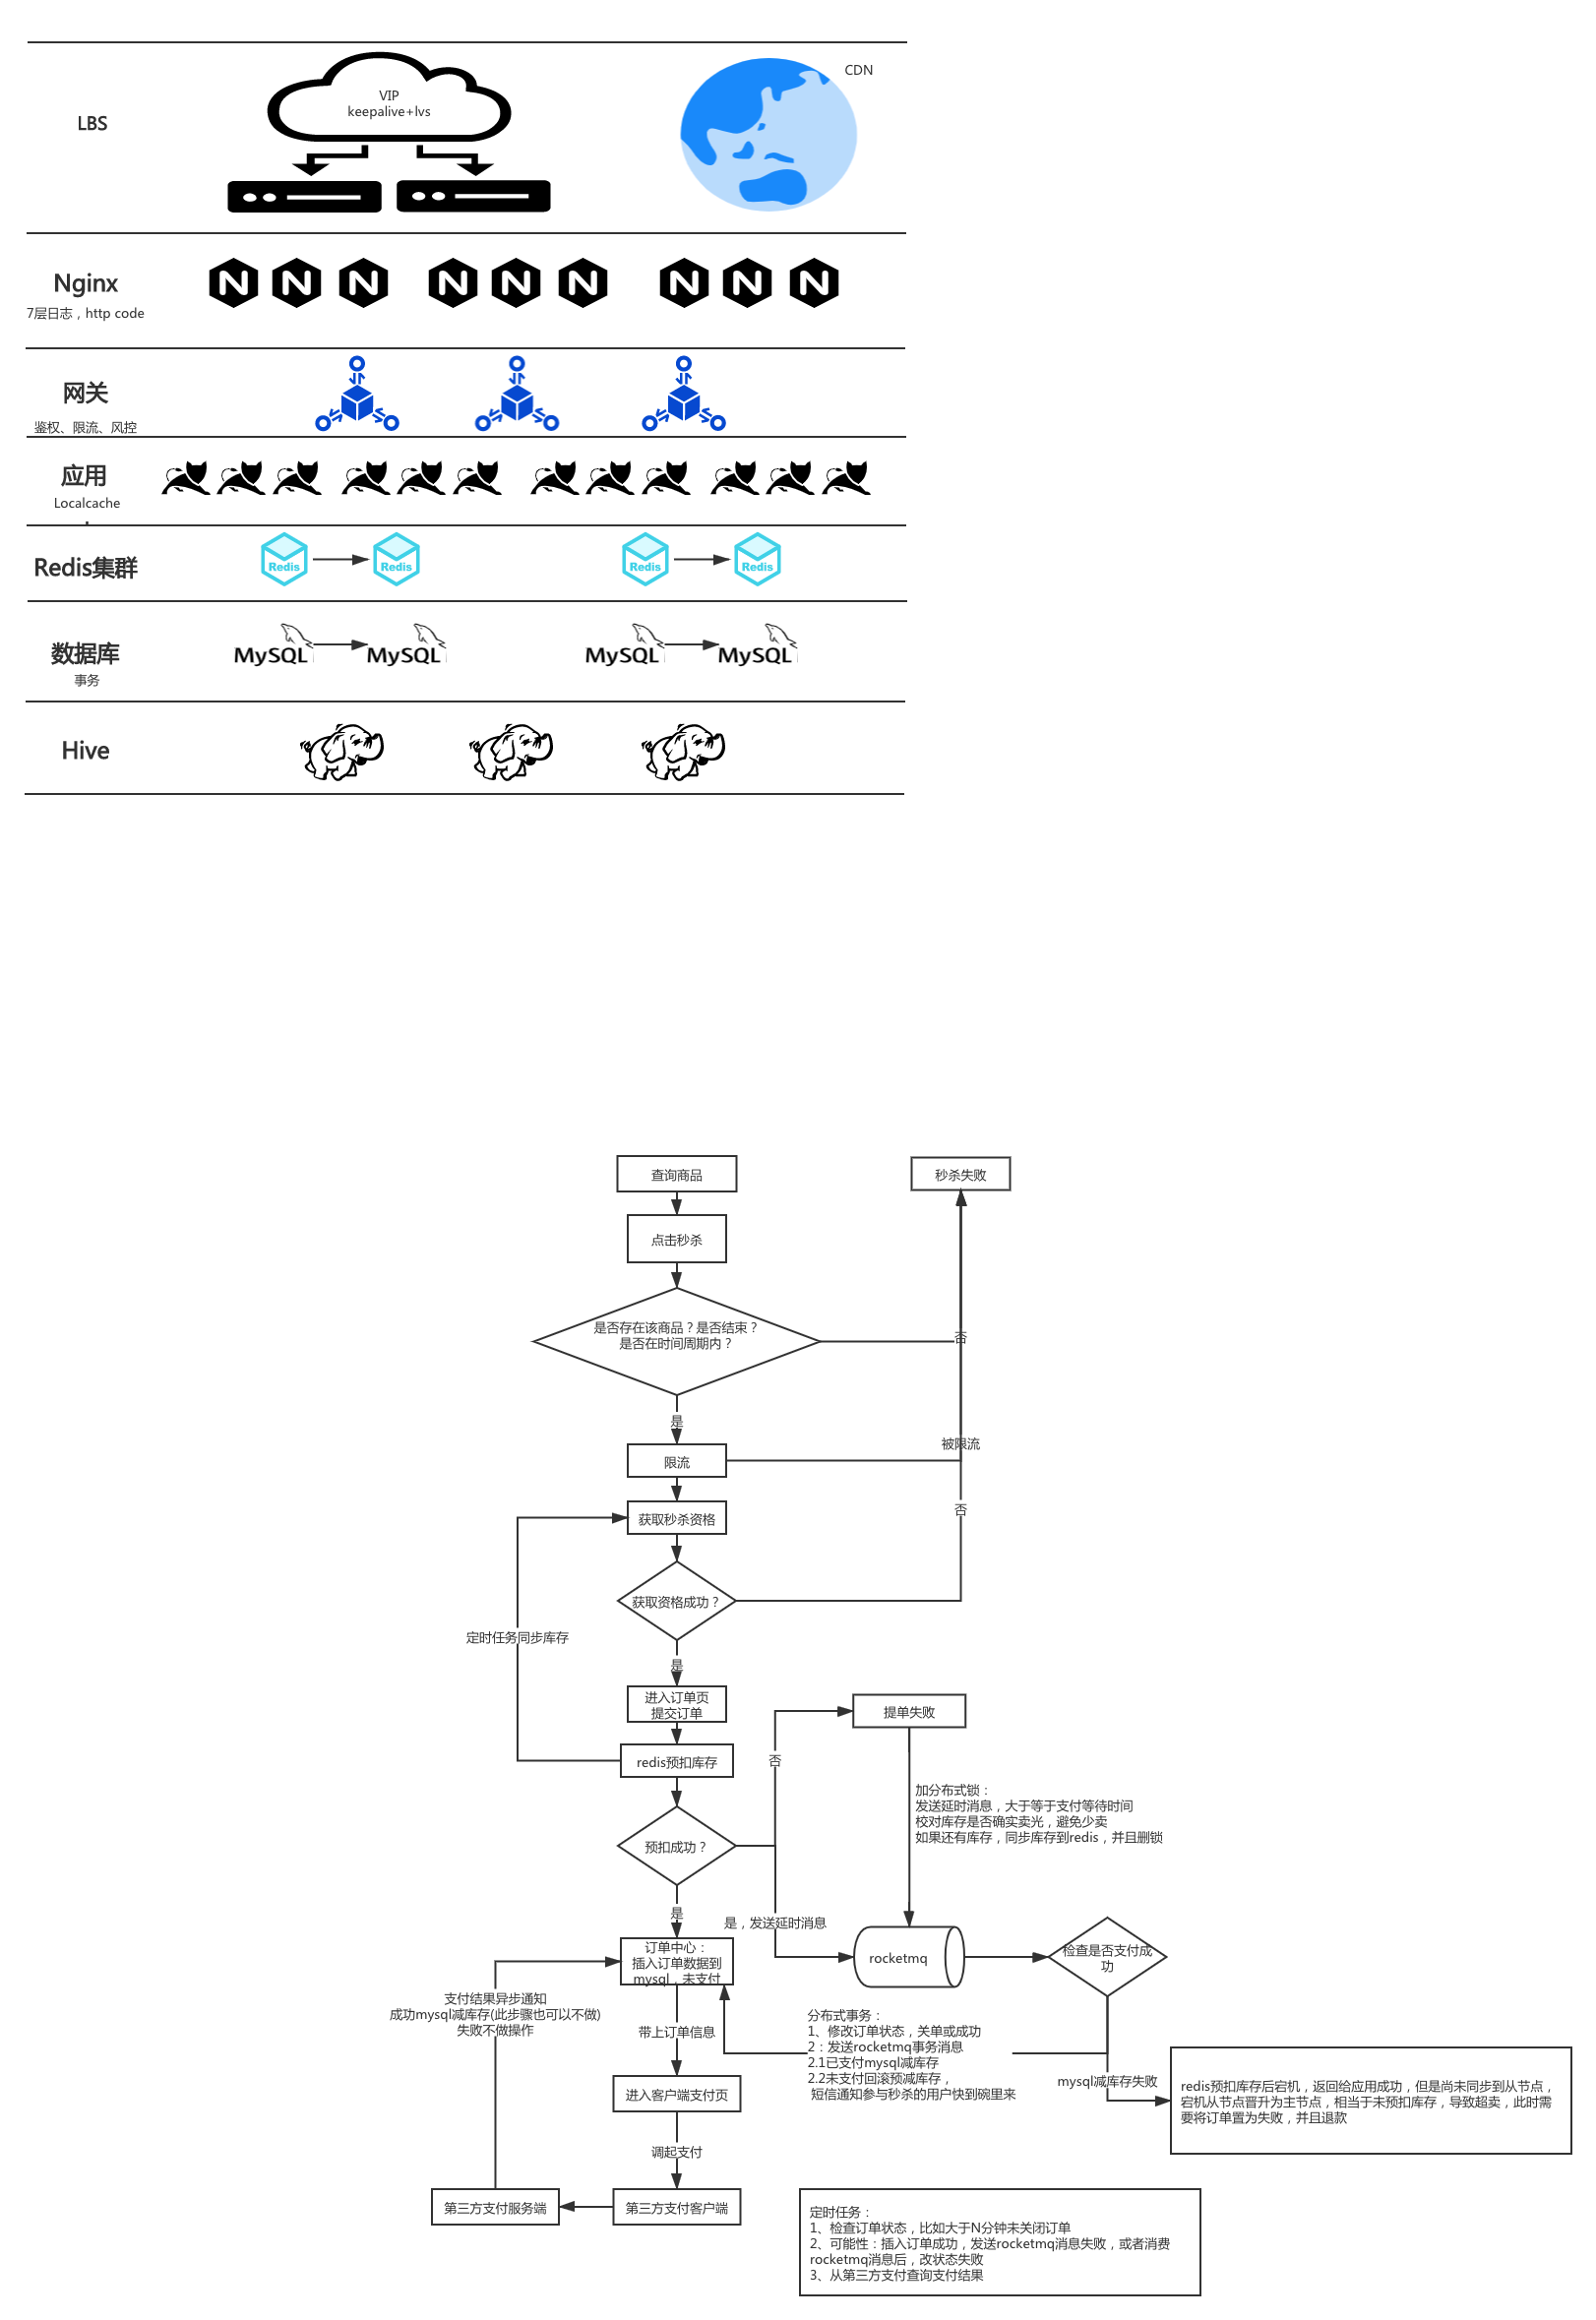 CDN
VIP
keepalive+lvs
LBS
Nginx
7层日志，http code
网关
鉴权、限流、风控
应用
Localcache
Redis集群
Redis
Redis
Redis
Redis
数据库
事务
MySQL
MySQL
MySQL
MySQL
Hive
查询商品
秒杀失败
点击秒杀
是否存在该商品？是否结束？
是否在时间周期内？
否
是
被限流
限流
否
获取秒杀资格
获取资格成功？
定时任务同步库存
是
进入订单页
提交订单
提单失败
redis预扣库存
否
加分布式锁：
发送延时消息，大于等于支付等待时间
校对库存是否确实卖光，避免少卖
如果还有库存，同步库存到redis，并且删锁
预扣成功？
是
是，发送延时消息
订单中心：
插入订单数据到
mysql，未支付
rocketmq
检查是否支付成
功
支付结果异步通知
成功mysql减库存(此步骤也可以不做)
失败不做操作
带上订单信息
分布式事务：
1、修改订单状态，关单或成功
2：发送rocketmq事务消息
2.1已支付mysql减库存
2.2未支付回滚预减库存，
短信通知参与秒杀的用户快到碗里来
mysql减库存失败
redis预扣库存后宕机，返回给应用成功，但是尚未同步到从节点，
宕机从节点晋升为主节点，相当于未预扣库存，导致超卖，此时需
要将订单置为失败，并且退款
进入客户端支付页
调起支付
第三方支付服务端
第三方支付客户端
定时任务：
1、检查订单状态，比如大于N分钟未关闭订单
2、可能性：插入订单成功，发送rocketmq消息失败，或者消费
rocketmq消息后，改状态失败
3、从第三方支付查询支付结果